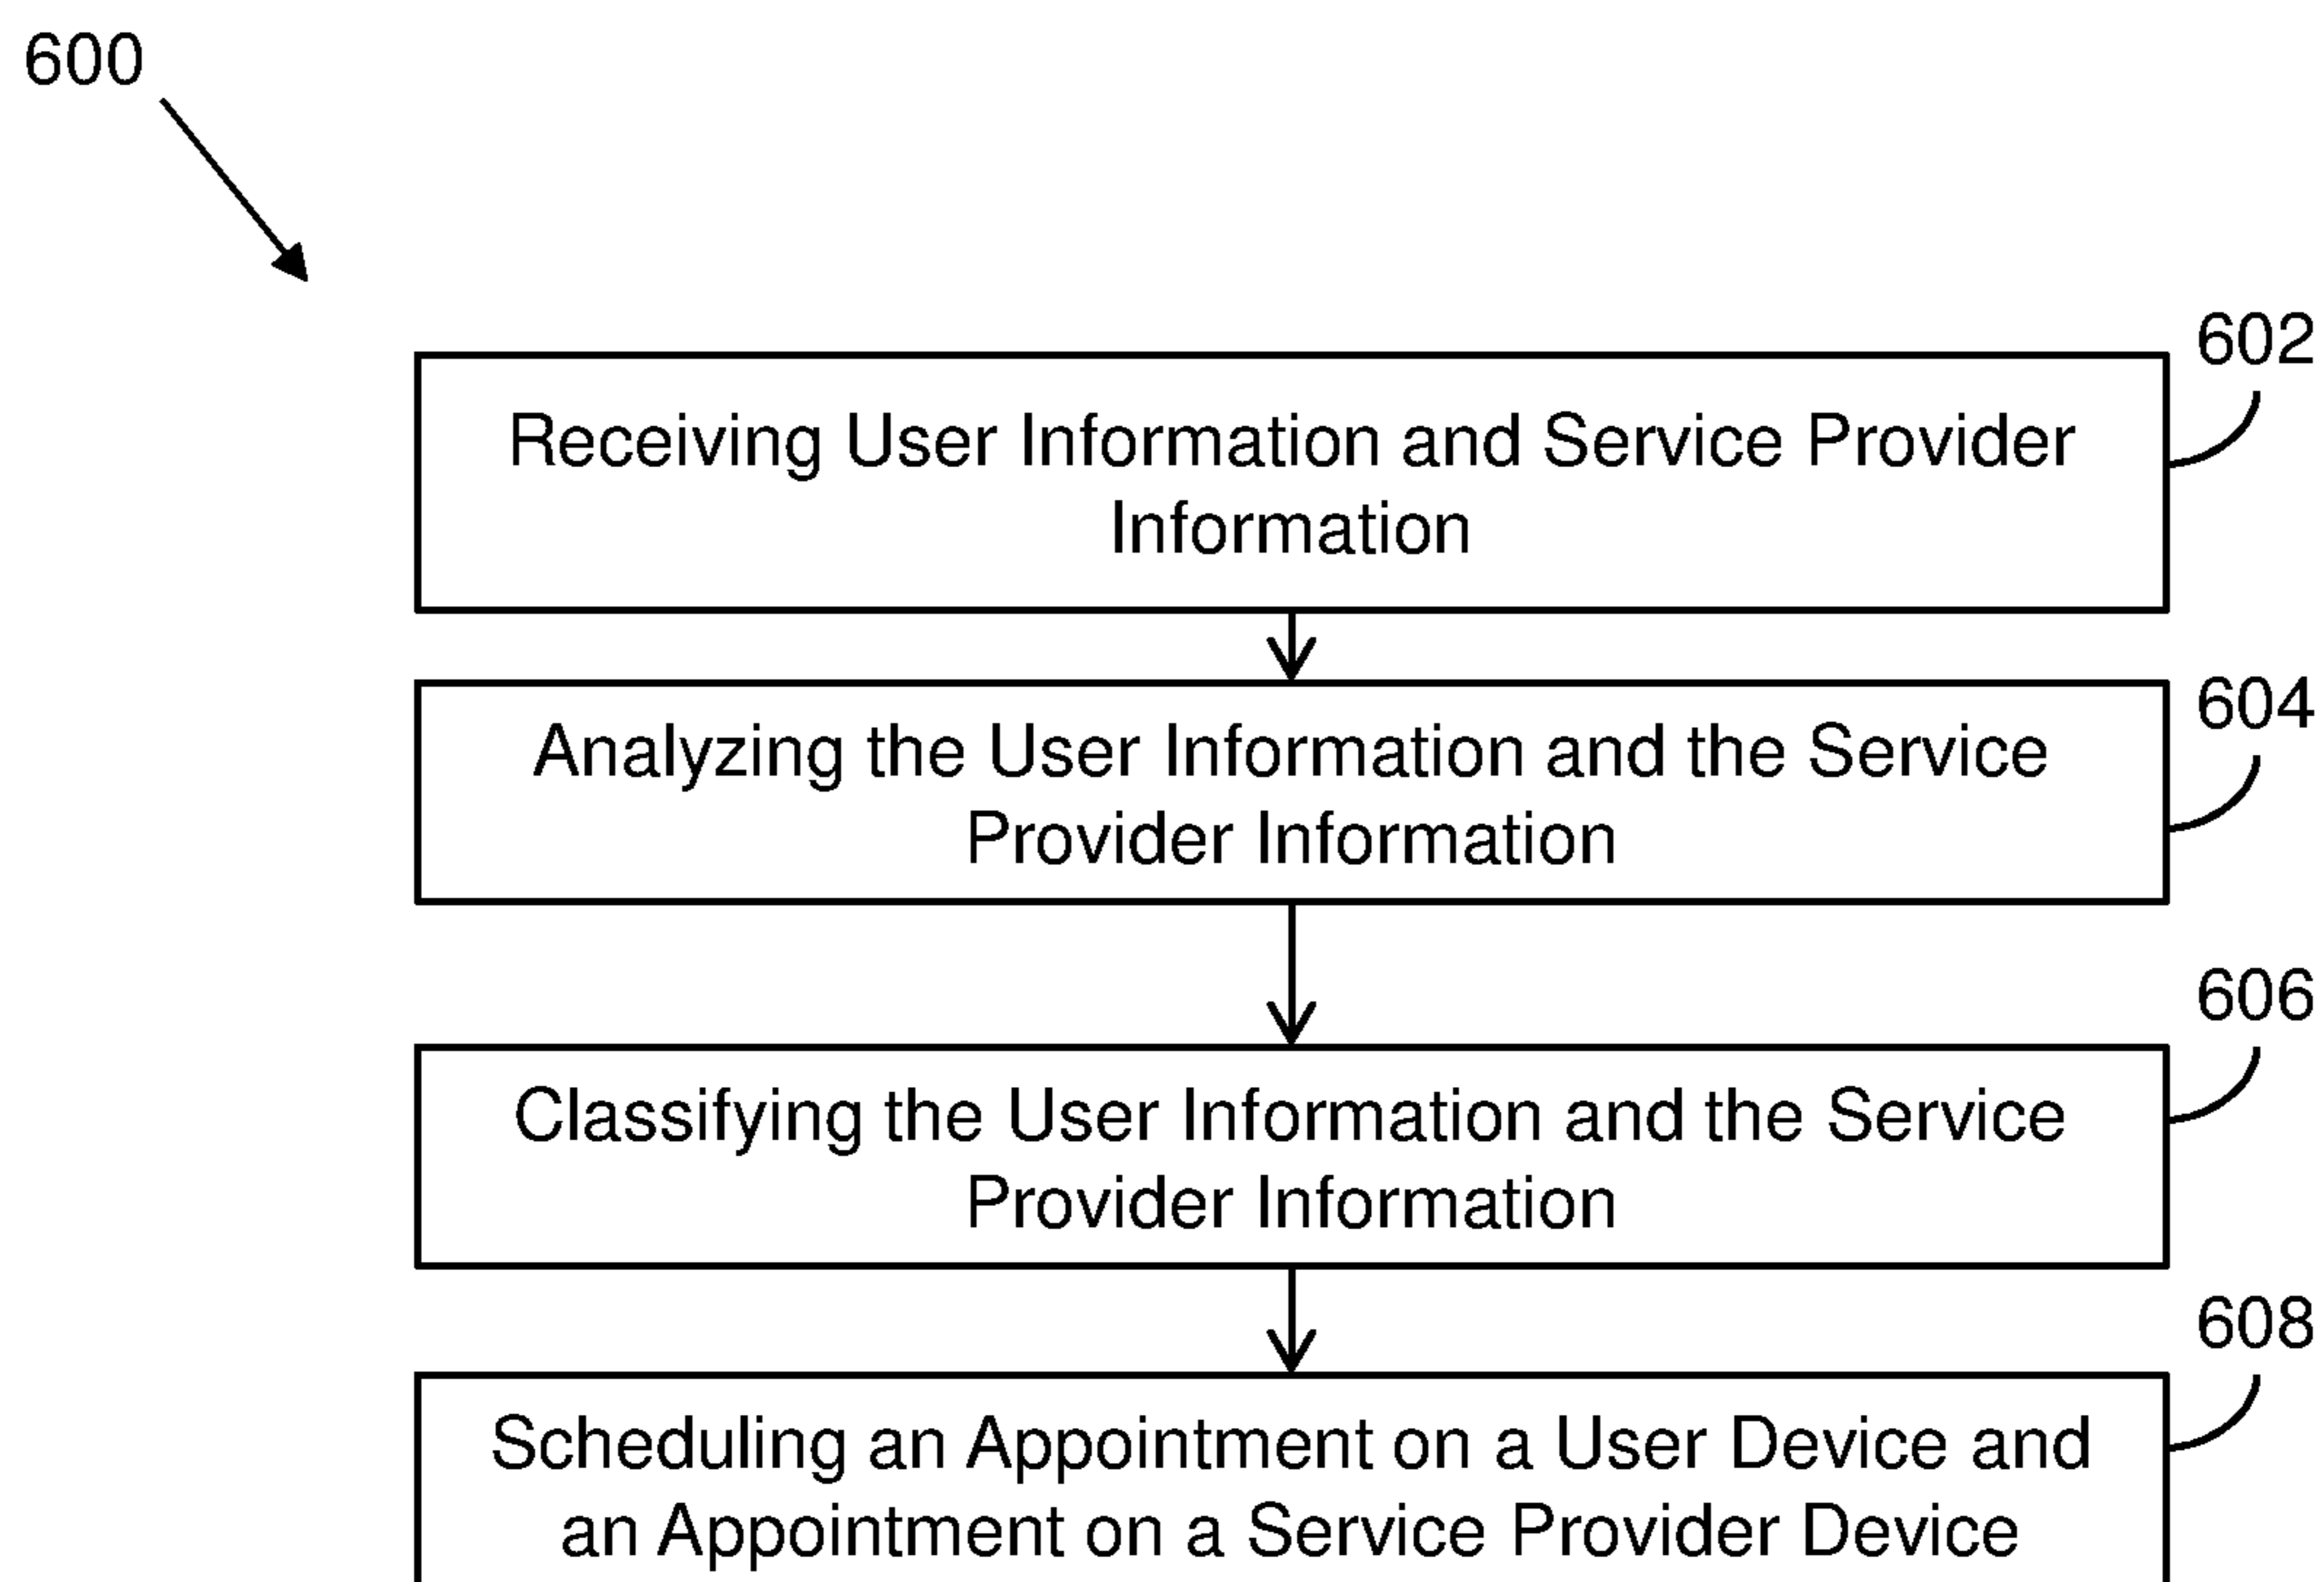 600
602
Receiving User Information and Service Provider
Information
604
Analyzing the User Information and the Service
Provider Information
606
Classifying the User Information and the Service
Provider Information
608
Scheduling an Appointment on a User Device and
an Appointment on a Service Provider Device